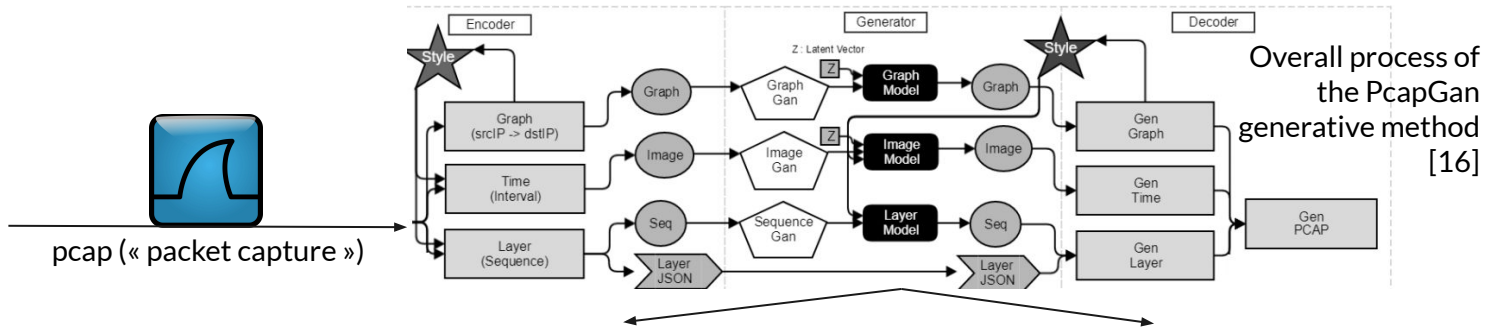 Encoder
Generator
Decoder
Style
Z : Latent Vector
Style
Overall process of
the PcapGan
generative method
[16]
Z
Graph
Graph
Gan
Graph
Model
Graph
Graph
(srcIP -> dstIP)
Gen
Graph
Z
Image
Image
Gan
Image
Model
Image
Time
(Interval)
Gen
Time
Seq
Sequence
Gan
Layer
Model
Seq
Gen
PCAP
pcap (« packet capture »)
Layer
(Sequence)
Gen
Layer
Layer
JSON
Layer
JSON